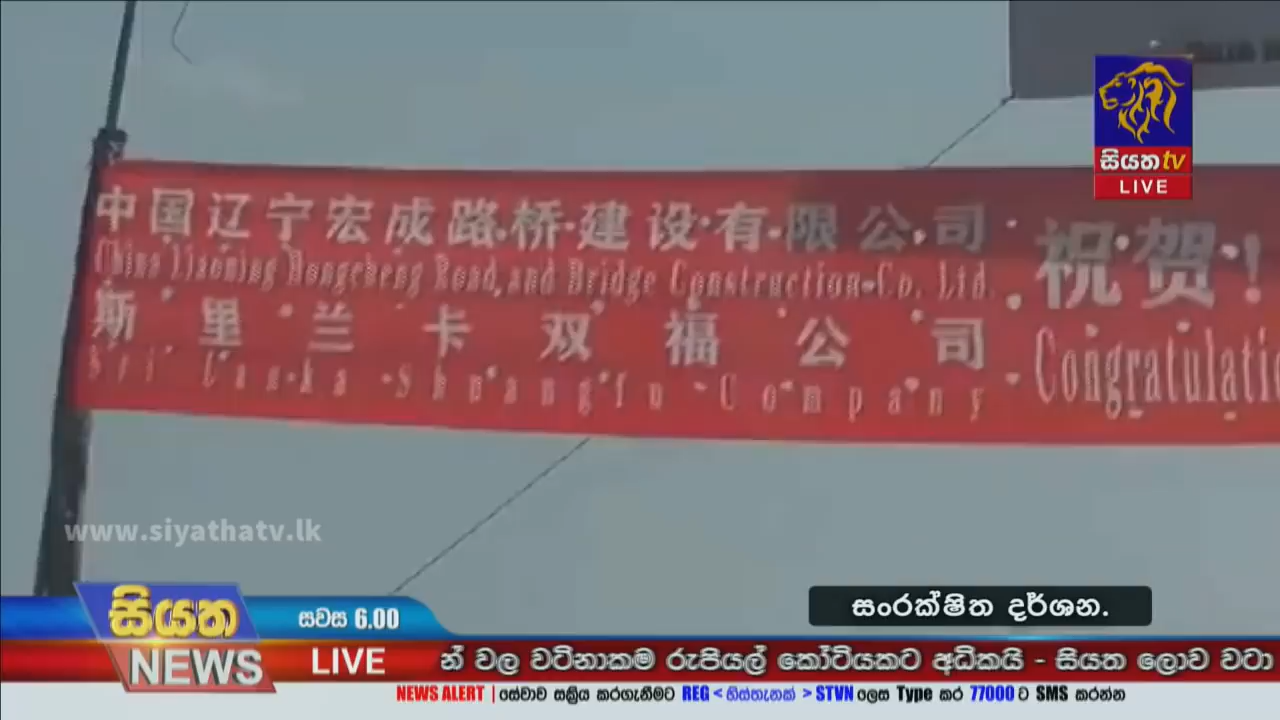 සියත tv
LIVE
中国辽宁宏成路桥建设有限公司
China Liaoning Hongcheng Road and Bridge Construction Co. Ltd.
斯里兰卡双福公司
Sri Lanka Shuangfu Company
祝贺!
Congratulatio
www.siyathatv.lk
සංරක්ෂිත දර්ශන.
සියත
NEWS
සවස 6.00
LIVE
න් වල වටිනාකම රුපියල් කෝටියකට අධිකයි - සියත ලොව වටා
NEWS ALERT | සේවාව සක්‍රිය කරගැනීමට REG < හිස්තැනක් > STVN ලෙස Type කර 77000 ට SMS කරන්න